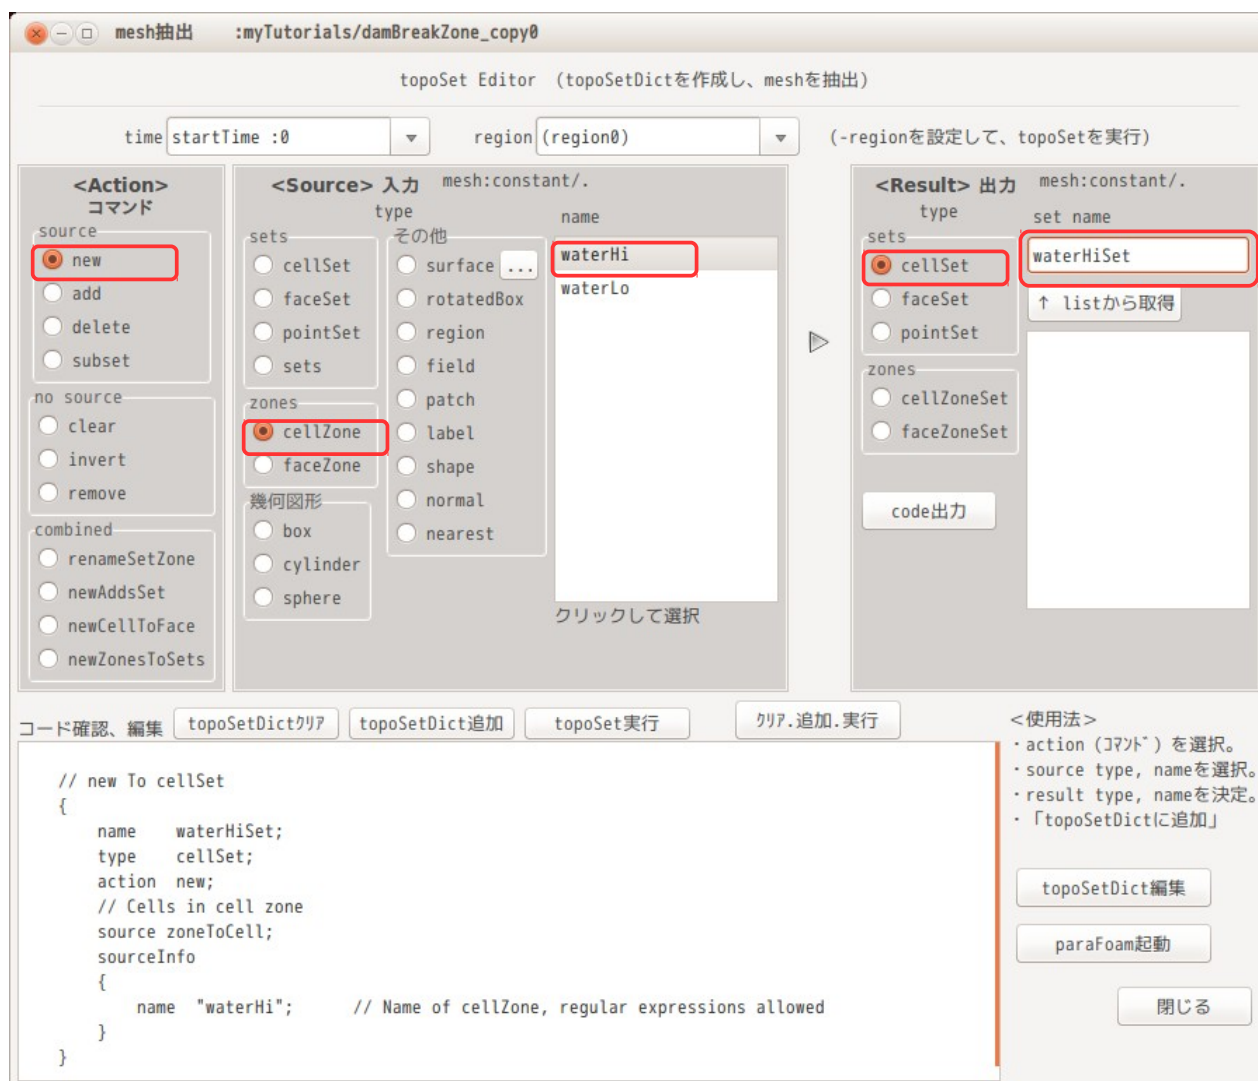 mesh抽出 :myTutorials/damBreakZone_copy0
topoSet Editor (topoSetDictを作成し、meshを抽出)
time startTime :0 region (region0) (-regionを設定して、topoSetを実行)
<Action>
コマンド
source
new
add
delete
subset
no source
clear
invert
remove
combined
renameSetZone
newAddsSet
newCellToFace
newZonesToSets
<Source> 入力 mesh:constant/.
type
sets
cellSet
faceSet
pointSet
sets
zones
cellZone
faceZone
幾何図形
box
cylinder
sphere
その他
surface ...
rotatedBox
region
field
patch
label
shape
normal
nearest
name
waterHi
waterLo
クリックして選択
<Result> 出力 mesh:constant/.
type
sets
cellSet
faceSet
pointSet
zones
cellZoneSet
faceZoneSet
code出力
set name
waterHiSet
↑ listから取得
コード確認、編集 topoSetDictｸﾘｱ topoSetDict追加 topoSet実行 ｸﾘｱ.追加.実行
// new To cellSet
{
name waterHiSet;
type cellSet;
action new;
// Cells in cell zone
source zoneToCell;
sourceInfo
{
name "waterHi"; // Name of cellZone, regular expressions allowed
}
}
<使用法>
・action (ｺﾏﾝﾄﾞ) を選択。
・source type, nameを選択。
・result type, nameを決定。
・「topoSetDictに追加」
topoSetDict編集
paraFoam起動
閉じる